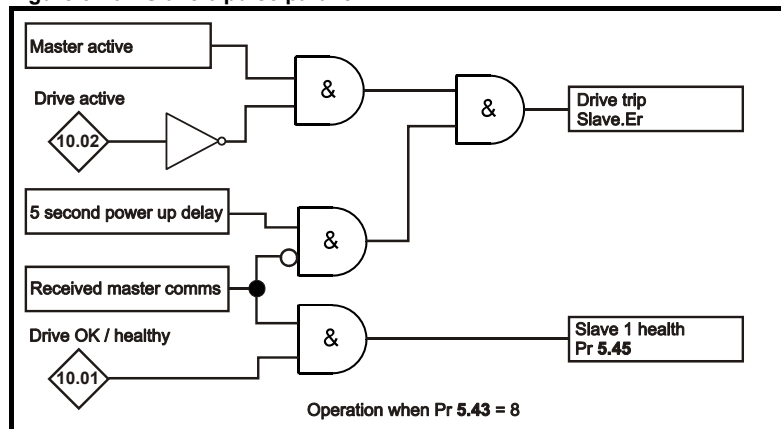 Master active
&
Drive active
10.02
&
Drive trip
Slave.Er
5 second power up delay
&
Received master comms
Drive OK / healthy
10.01
&
Slave 1 health
Pr 5.45
Operation when Pr 5.43 = 8